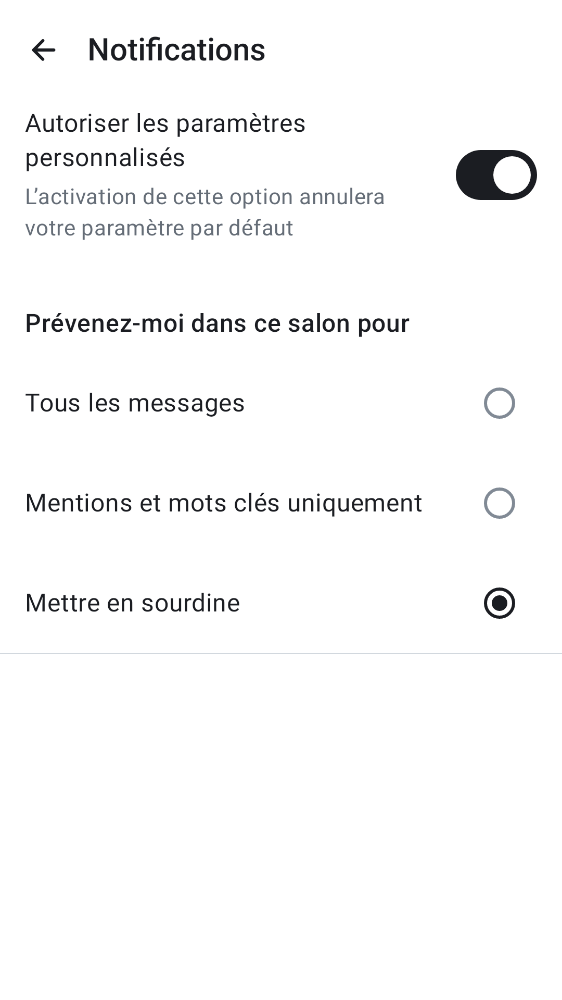 Notifications
Autoriser les paramètres
personnalisés
L’activation de cette option annulera
votre paramètre par défaut
Prévenez-moi dans ce salon pour
Tous les messages
Mentions et mots clés uniquement
Mettre en sourdine